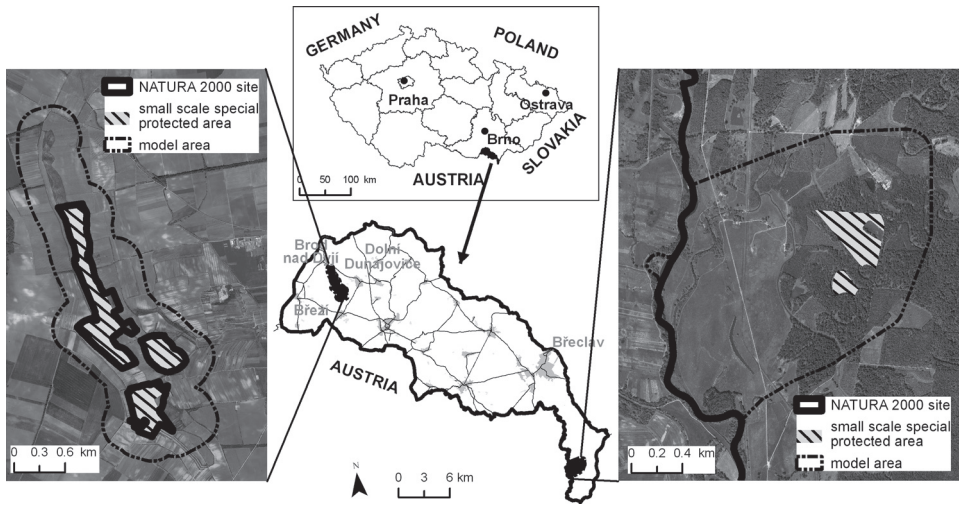 NATURA 2000 site
small scale special
protected area
model area
0 0.3 0.6 km
GERMANY
POLAND
Praha
Ostrava
Brno
SLOVAKIA
AUSTRIA
0 50 100 km
Brod
nad Dyjí
Dolní
Dunajovice
Březí
Břeclav
AUSTRIA
N
0 3 6 km
NATURA 2000 site
small scale special
protected area
model area
0 0.2 0.4 km